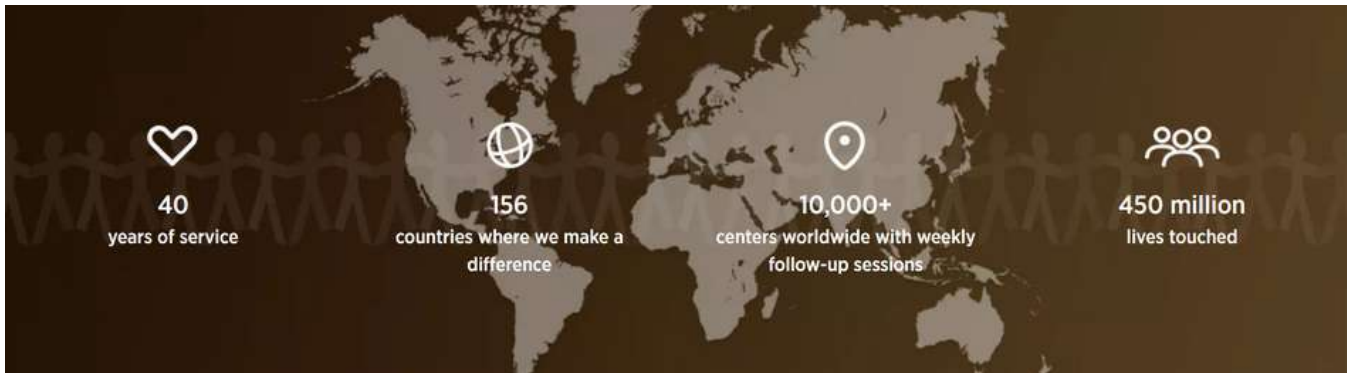 40
years of service
156
countries where we make a
difference
10,000+
centers worldwide with weekly
follow-up sessions
450 million
lives touched